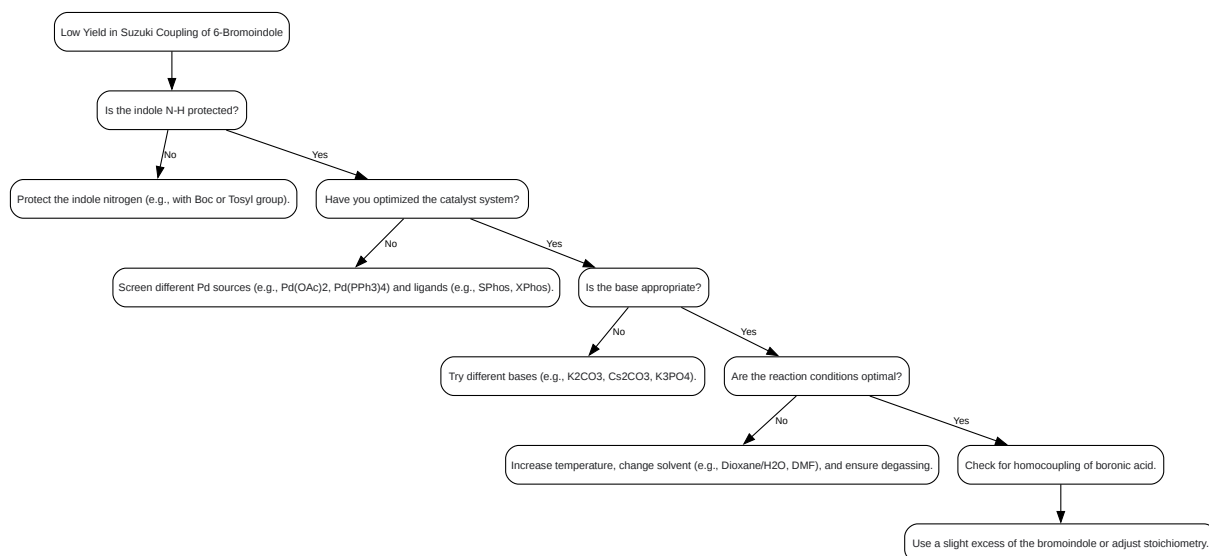 Low Yield in Suzuki Coupling of 6-Bromoindole
Is the indole N-H protected?
No
Yes
Protect the indole nitrogen (e.g., with Boc or Tosyl group).
Have you optimized the catalyst system?
No
Yes
Screen different Pd sources (e.g., Pd(OAc)2, Pd(PPh3)4) and ligands (e.g., SPhos, XPhos).
Is the base appropriate?
No
Yes
Try different bases (e.g., K2CO3, Cs2CO3, K3PO4).
Are the reaction conditions optimal?
No
Yes
Increase temperature, change solvent (e.g., Dioxane/H2O, DMF), and ensure degassing.
Check for homocoupling of boronic acid.
Use a slight excess of the bromoindole or adjust stoichiometry.